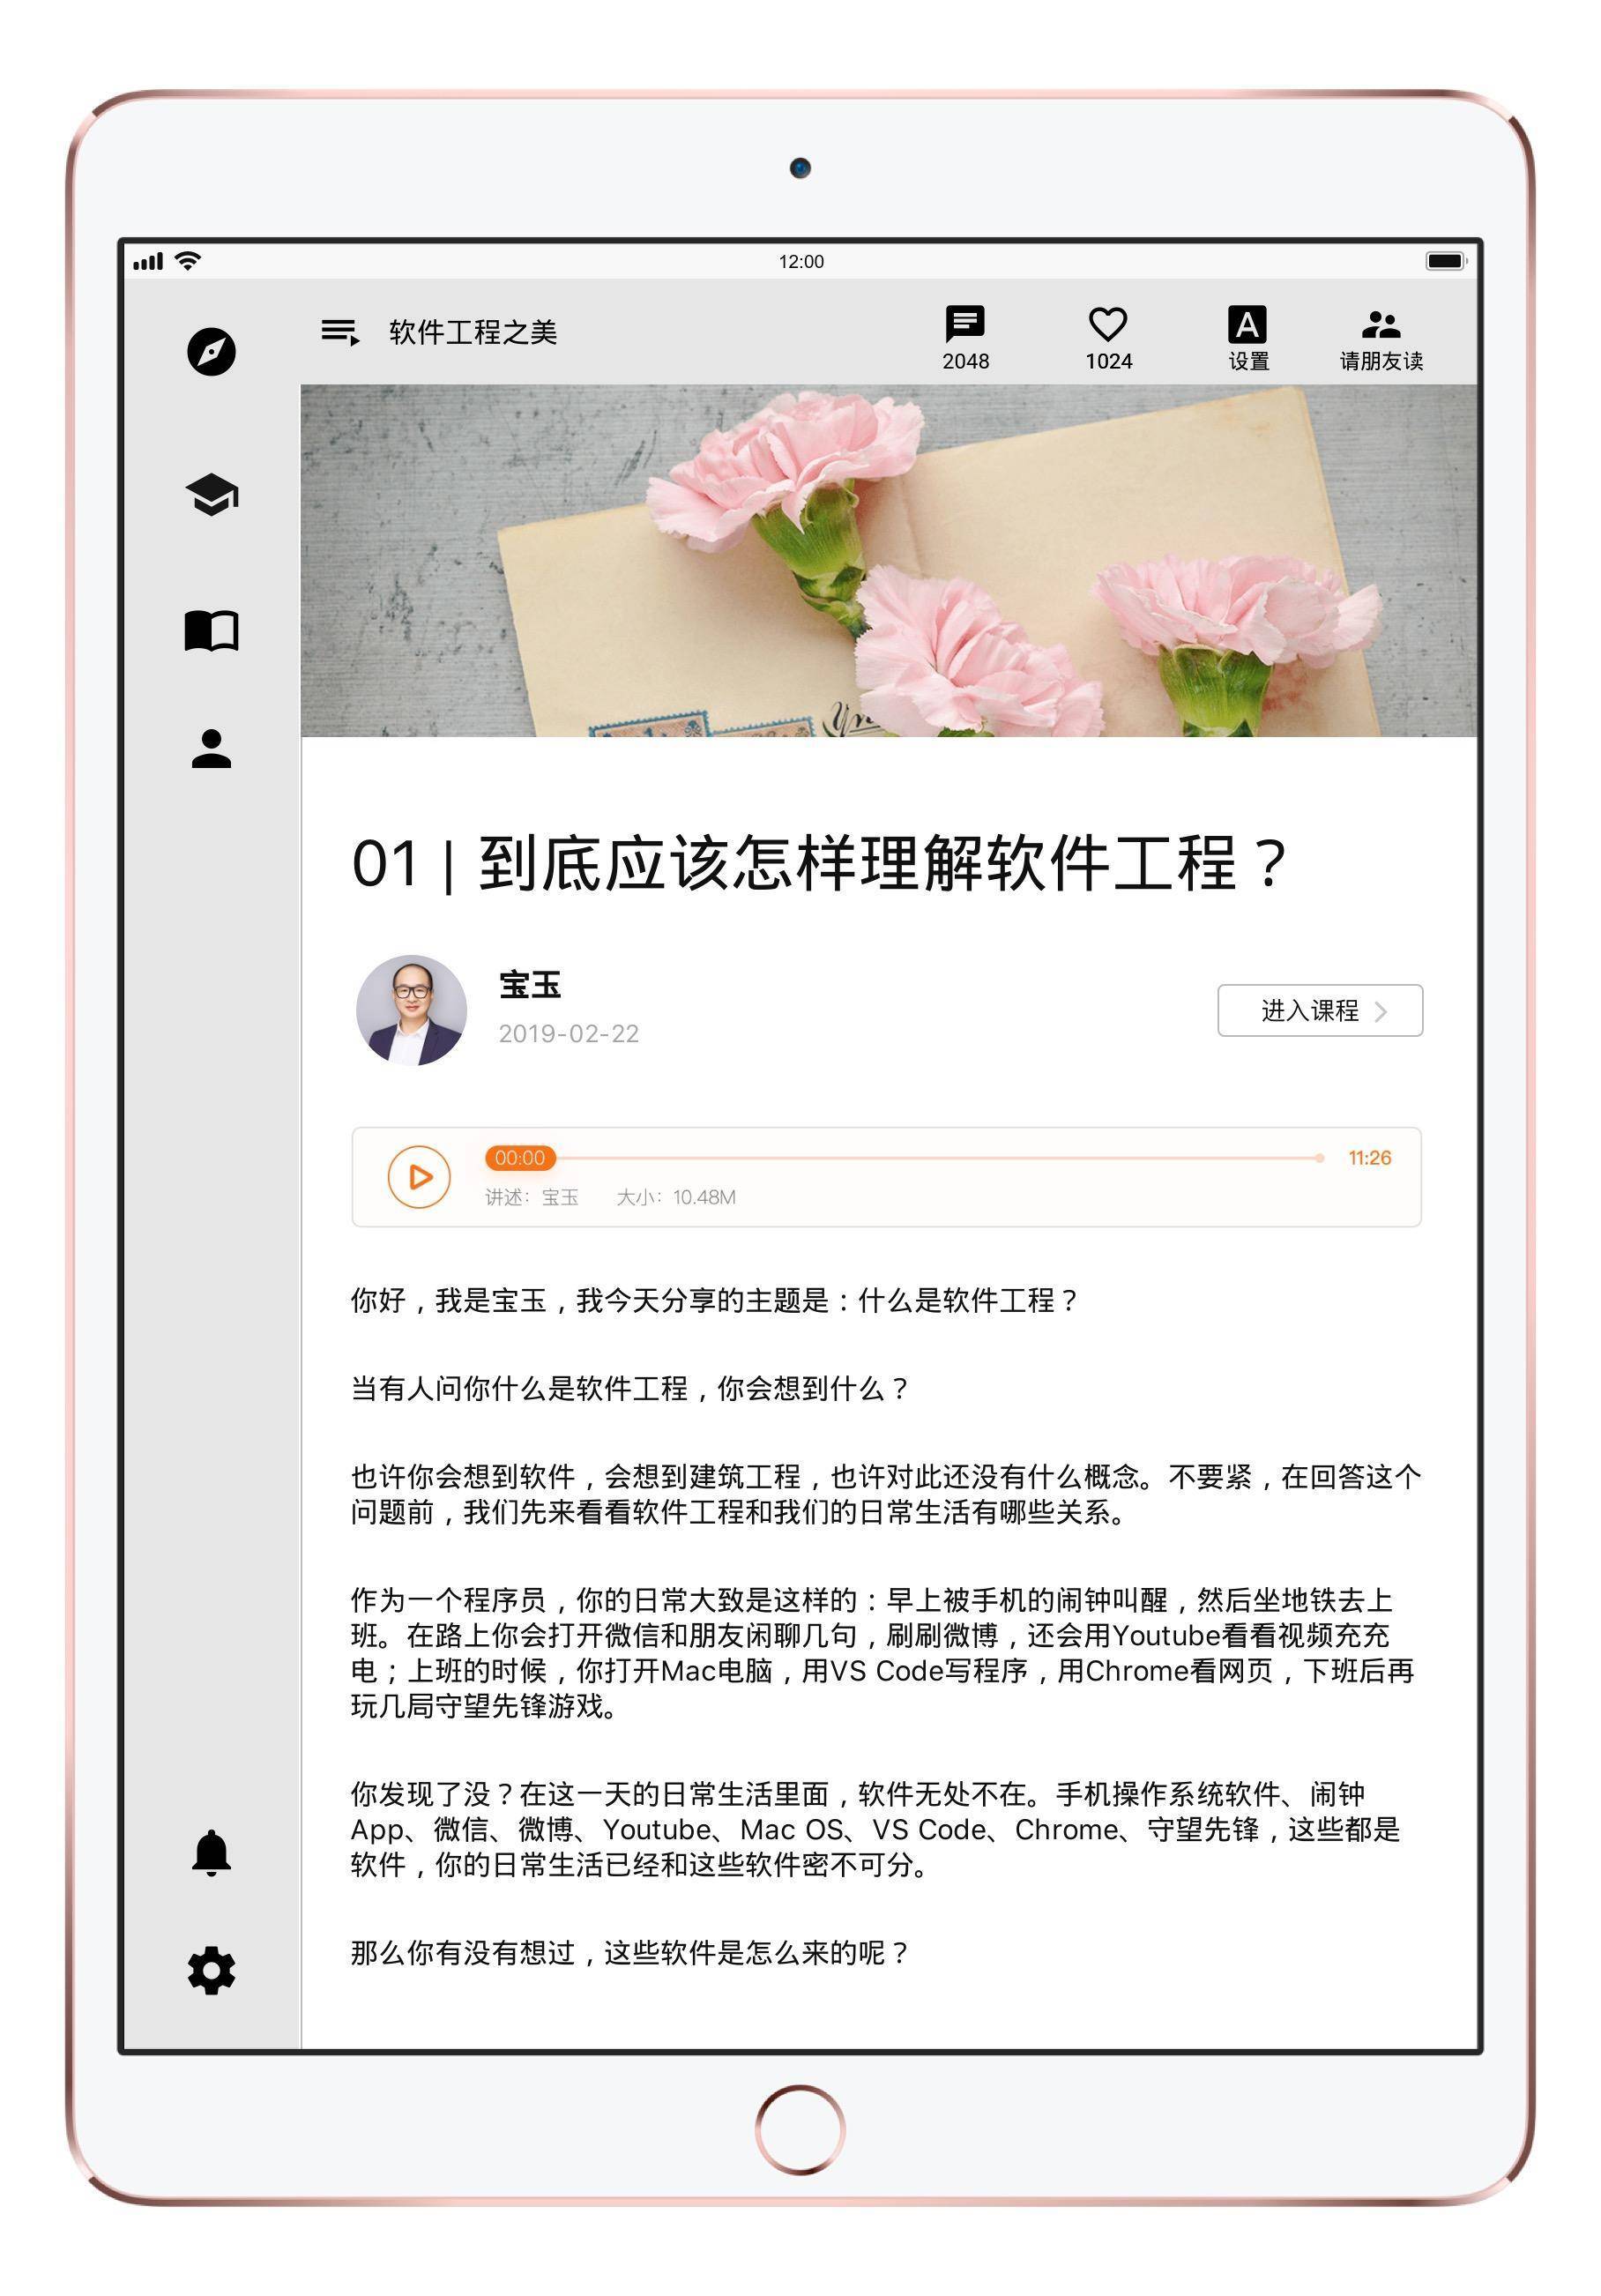 12:00
软件工程之美
2048
1024
A
设置
请朋友读
01 | 到底应该怎样理解软件工程？
宝玉
2019-02-22
进入课程
00:00
11:26
讲述：宝玉 大小：10.48M
你好，我是宝玉，我今天分享的主题是：什么是软件工程？
当有人问你什么是软件工程，你会想到什么？
也许你会想到软件，会想到建筑工程，也许对此还没有什么概念。不要紧，在回答这个
问题前，我们先来看看软件工程和我们的日常生活有哪些关系。
作为一个程序员，你的日常大致是这样的：早上被手机的闹钟叫醒，然后坐地铁去上
班。在路上你会打开微信和朋友闲聊几句，刷刷微博，还会用Youtube看看视频充充
电；上班的时候，你打开Mac电脑，用VS Code写程序，用Chrome看网页，下班后再
玩几局守望先锋游戏。
你发现了没？在这一天的日常生活里面，软件无处不在。手机操作系统软件、闹钟
App、微信、微博、Youtube、Mac OS、VS Code、Chrome、守望先锋，这些都是
软件，你的日常生活已经和这些软件密不可分。
那么你有没有想过，这些软件是怎么来的呢？